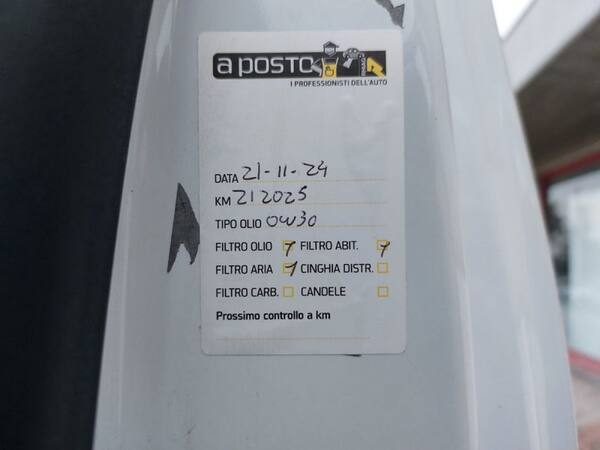 a posto
I PROFESSIONISTI DELL'AUTO
DATA 21-11-24
KM 212025
TIPO OLIO 0W30
FILTRO OLIO FILTRO ABIT.
FILTRO ARIA CINGHIA DISTR.
FILTRO CARB. CANDELE
Prossimo controllo a km